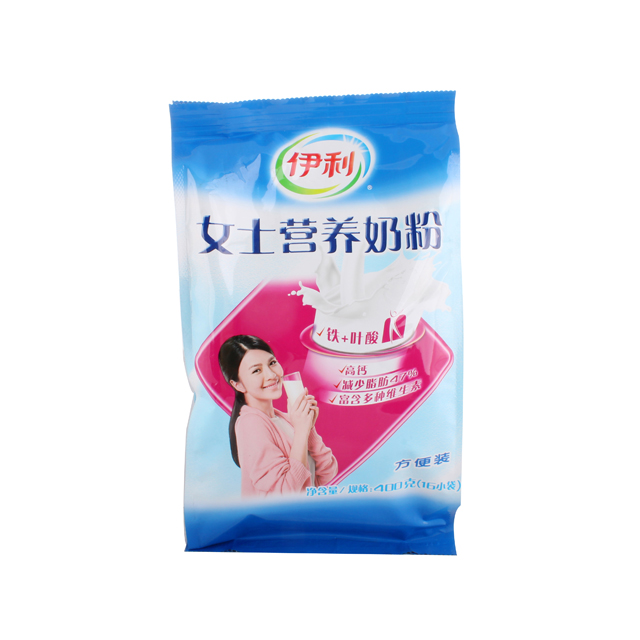 伊利
女士营养奶粉
铁+叶酸
高钙
减少脂肪47%
富含多种维生素
方便装
净含量/规格:400克(16小袋)